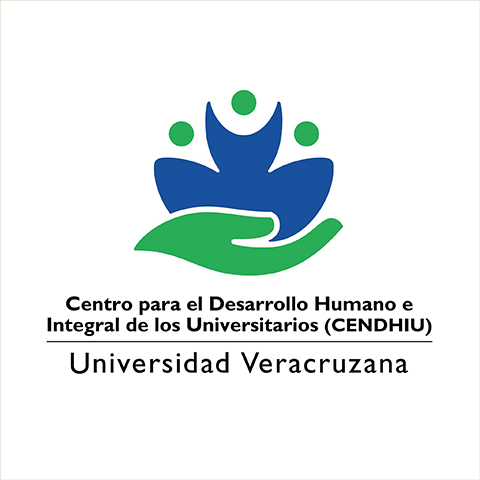 Centro para el Desarrollo Humano e
Integral de los Universitarios (CENDHIU)
Universidad Veracruzana